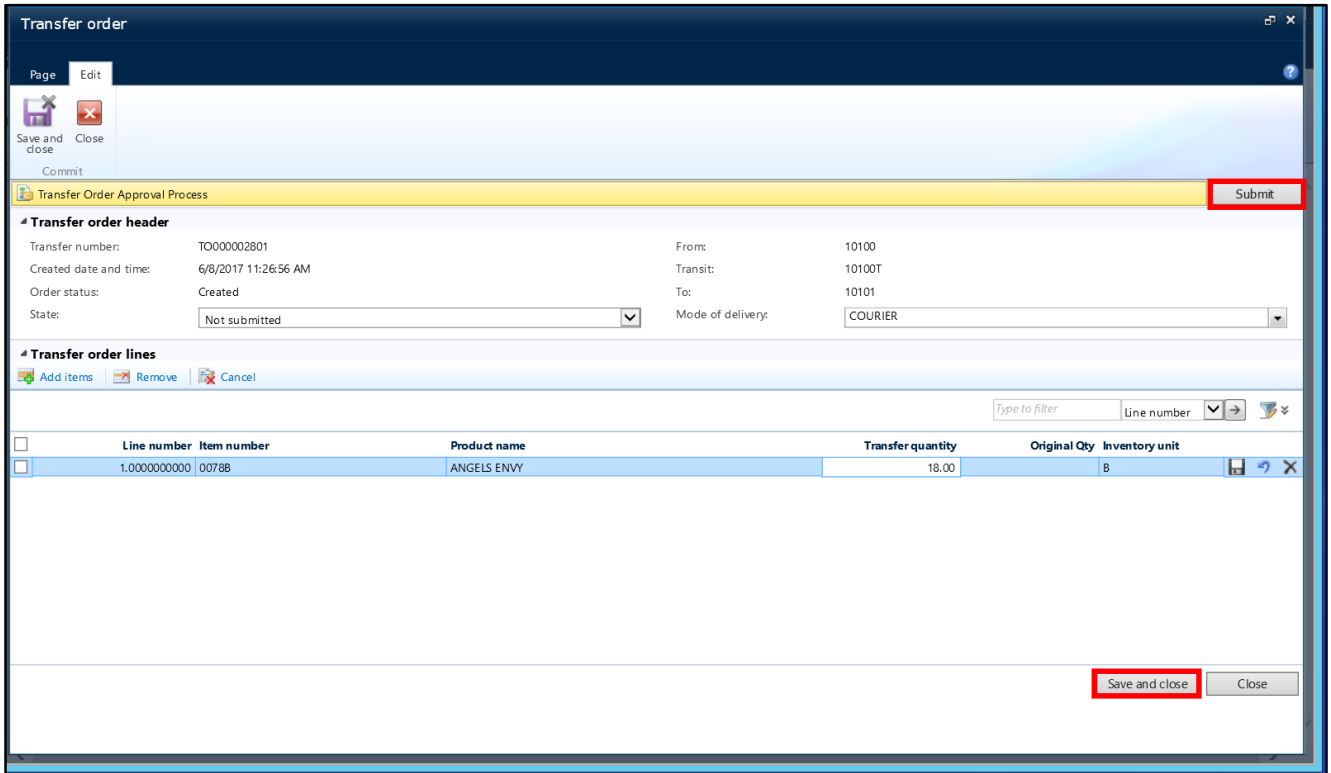 Transfer order
Page Edit
Save and close Close
Commit
Transfer Order Approval Process Submit
Transfer order header
Transfer number: TO000002801 From: 10100
Created date and time: 6/8/2017 11:26:56 AM Transit: 10100T
Order status: Created To: 10101
State: Not submitted Mode of delivery: COURIER
Transfer order lines
Add items Remove Cancel
Type to filter Line number
Line number Item number Product name Transfer quantity Original Qty Inventory unit
1.0000000000 0078B ANGELS ENVY 18.00 B
Save and close Close